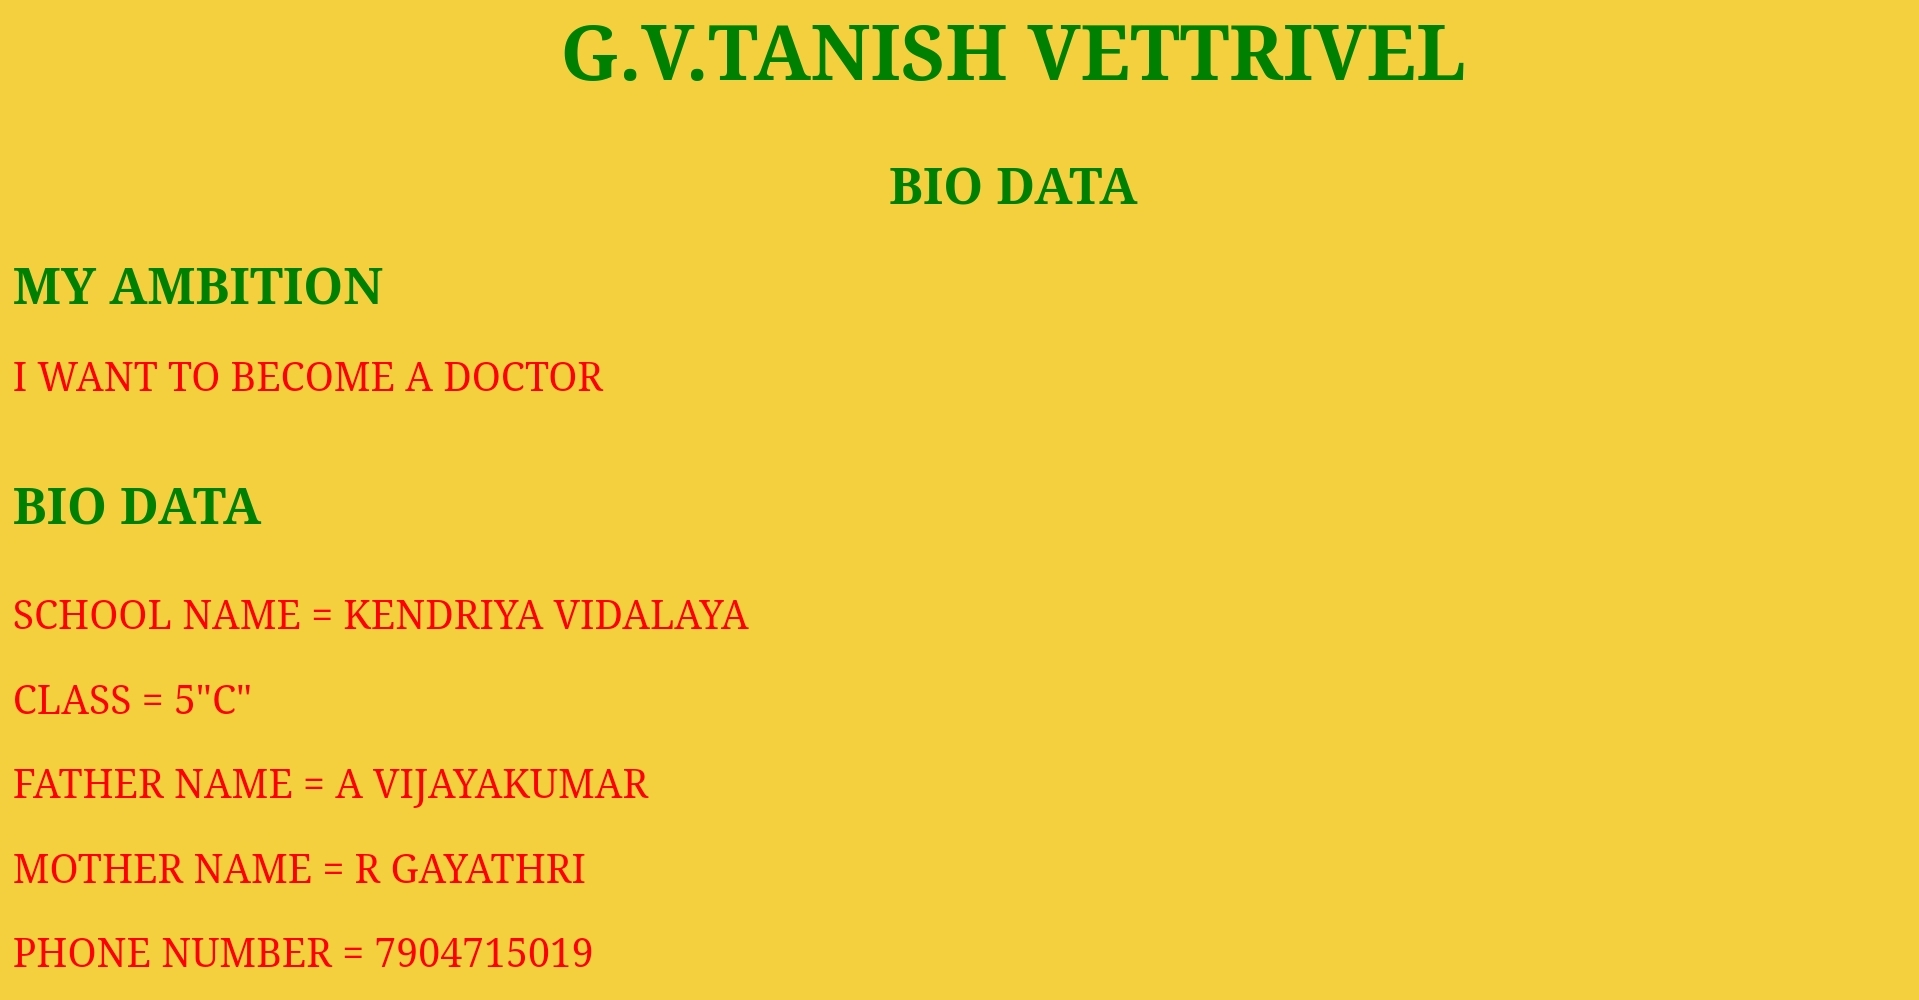 G.V.TANISH VETTRIVEL
BIO DATA
MY AMBITION
I WANT TO BECOME A DOCTOR
BIO DATA
SCHOOL NAME = KENDRIYA VIDALAYA
CLASS = 5"C"
FATHER NAME = A VIJAYAKUMAR
MOTHER NAME = R GAYATHRI
PHONE NUMBER = 7904715019